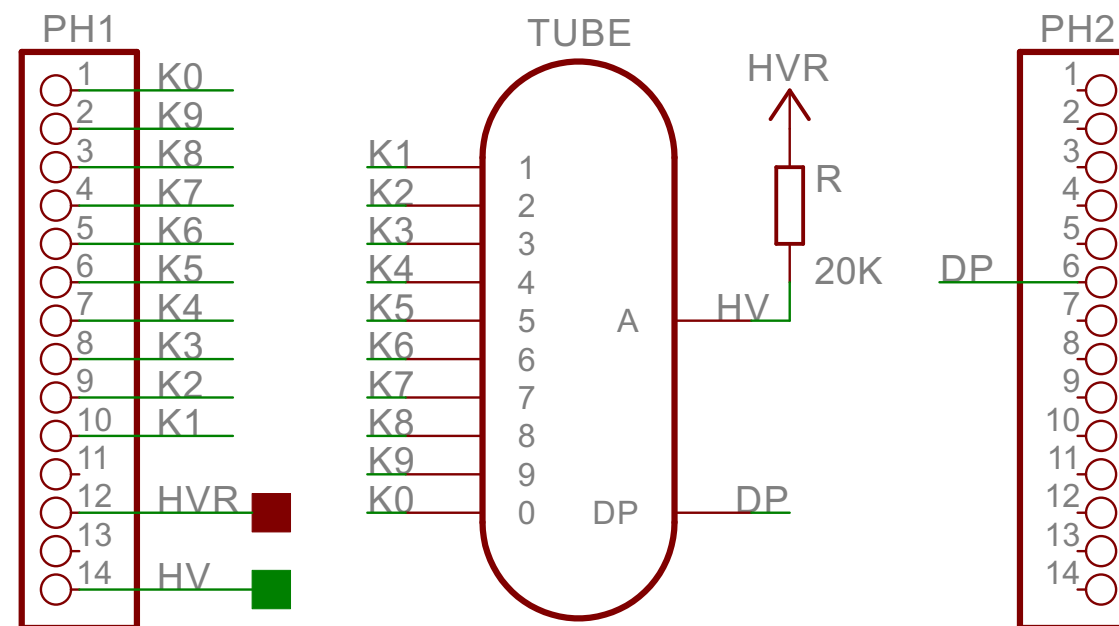 PH1
1 K0
2 K9
3 K8
4 K7
5 K6
6 K5
7 K4
8 K3
9 K2
10 K1
11
12 HVR
13
14 HV
TUBE
K1 1
K2 2
K3 3
K4 4
K5 5
K6 6
K7 7
K8 8
K9 9
K0 0
A HV
DP DP
HVR
R
20K
PH2
1
2
3
4
5
DP 6
7
8
9
10
11
12
13
14